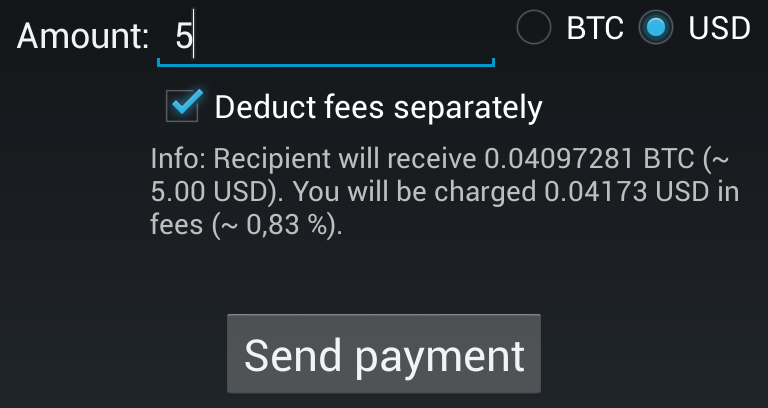 Amount: 5 BTC USD
Deduct fees separately
Info: Recipient will receive 0.04097281 BTC (~
5.00 USD). You will be charged 0.04173 USD in
fees (~ 0,83 %).
Send payment